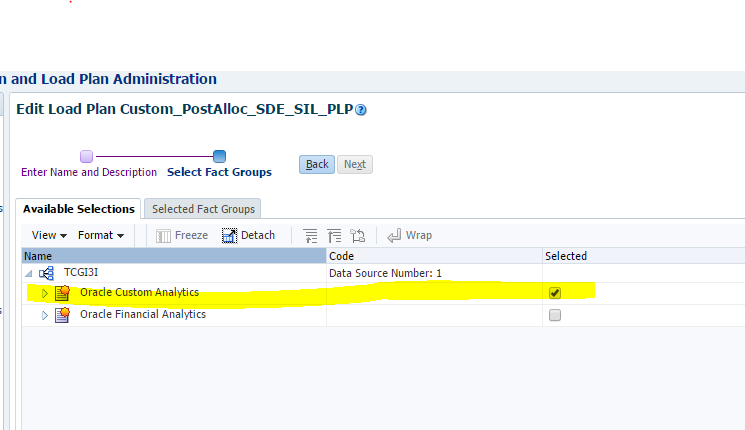 n and Load Plan Administration
Edit Load Plan Custom_PostAlloc_SDE_SIL_PLP
Enter Name and Description Select Fact Groups Back Next
Available Selections Selected Fact Groups
View Format Freeze Detach Wrap
Name Code Selected
TCGI3I Data Source Number: 1
Oracle Custom Analytics
Oracle Financial Analytics